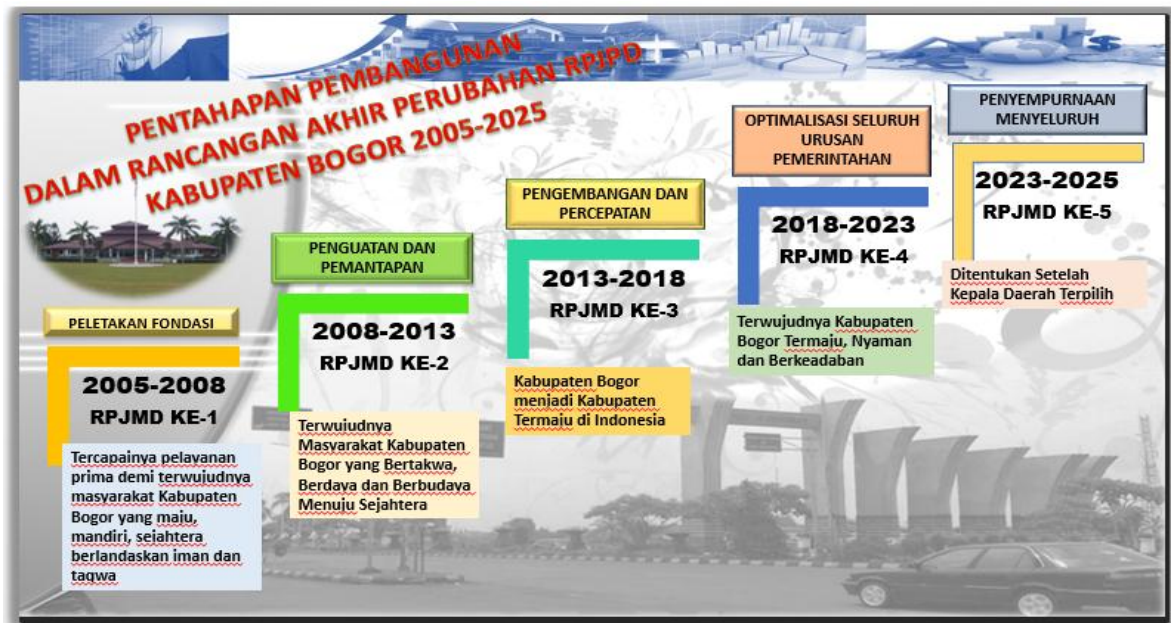 PENTAHAPAN PEMBANGUNAN
DALAM RANCANGAN AKHIR PERUBAHAN RPJPD
KABUPATEN BOGOR 2005-2025
PELETAKAN FONDASI
2005-2008
RPJMD KE-1
Tercapainya pelayanan
prima demi terwujudnya
masyarakat Kabupaten
Bogor yang maju,
mandiri, sejahtera
berlandaskan iman dan
taqwa
PENGUATAN DAN
PEMANTAPAN
2008-2013
RPJMD KE-2
Terwujudnya
Masyarakat Kabupaten
Bogor yang Bertakwa,
Berdaya dan Berbudaya
Menuju Sejahtera
PENGEMBANGAN DAN
PERCEPATAN
2013-2018
RPJMD KE-3
Kabupaten Bogor
menjadi Kabupaten
Termaju di Indonesia
OPTIMALISASI SELURUH
URUSAN
PEMERINTAHAN
2018-2023
RPJMD KE-4
Terwujudnya Kabupaten
Bogor Termaju, Nyaman
dan Berkeadaban
PENYEMPURNAAN
MENYELURUH
2023-2025
RPJMD KE-5
Ditentukan Setelah
Kepala Daerah Terpilih